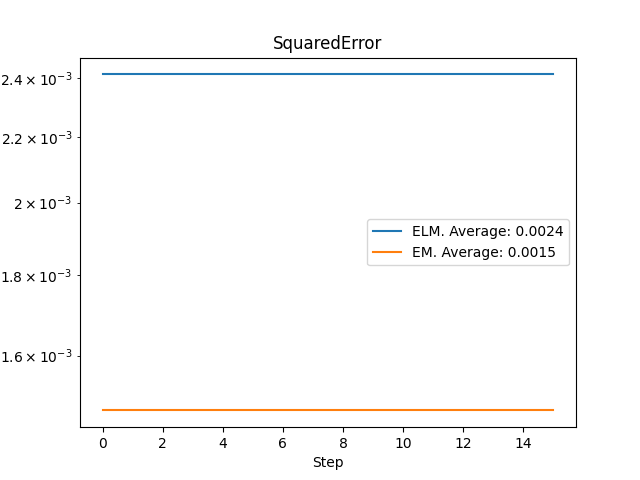 SquaredError
2.4 × 10⁻³
2.2 × 10⁻³
2 × 10⁻³
1.8 × 10⁻³
1.6 × 10⁻³
ELM. Average: 0.0024
EM. Average: 0.0015
0 2 4 6 8 10 12 14
Step